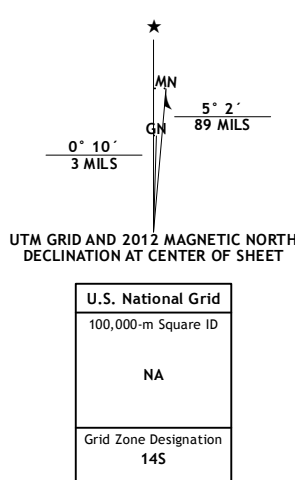 ★
MN
GN
5° 2´
89 MILS
0° 10´
3 MILS
UTM GRID AND 2012 MAGNETIC NORTH
DECLINATION AT CENTER OF SHEET
U.S. National Grid
100,000-m Square ID
NA
Grid Zone Designation
14S